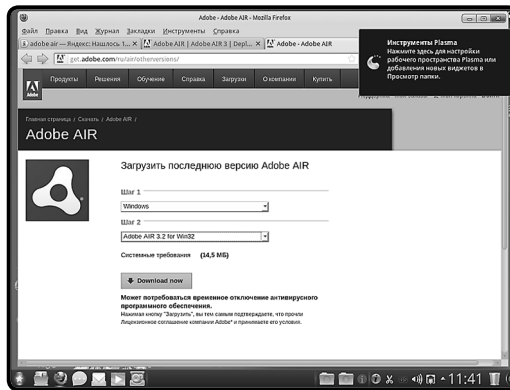 Adobe - Adobe AIR - Mozilla Firefox
Файл Правка Вид Журнал Закладки Инструменты Справка
adobe air — Яндекс: Нашлось 1...
Adobe AIR | Adobe AIR 3 | Depl...
Adobe - Adobe AIR
get.adobe.com/ru/air/otherversions/
Инструменты Plasma
Нажмите здесь для настройки
рабочего пространства Plasma или
добавления новых виджетов в
Просмотр папки.
Adobe
Продукты Решения Обучение Справка Загрузки О компании Купить
Главная страница / Скачать / Adobe AIR /
Adobe AIR
Загрузить последнюю версию Adobe AIR
Шаг 1
Windows
Шаг 2
Adobe AIR 3.2 for Win32
Системные требования (14,5 МБ)
Download now
Может потребоваться временное отключение антивирусного
программного обеспечения.
Нажимая кнопку "Загрузить", вы тем самым подтверждаете, что прочли
Лицензионное соглашение компании Adobe* и принимаете его условия.
11:41